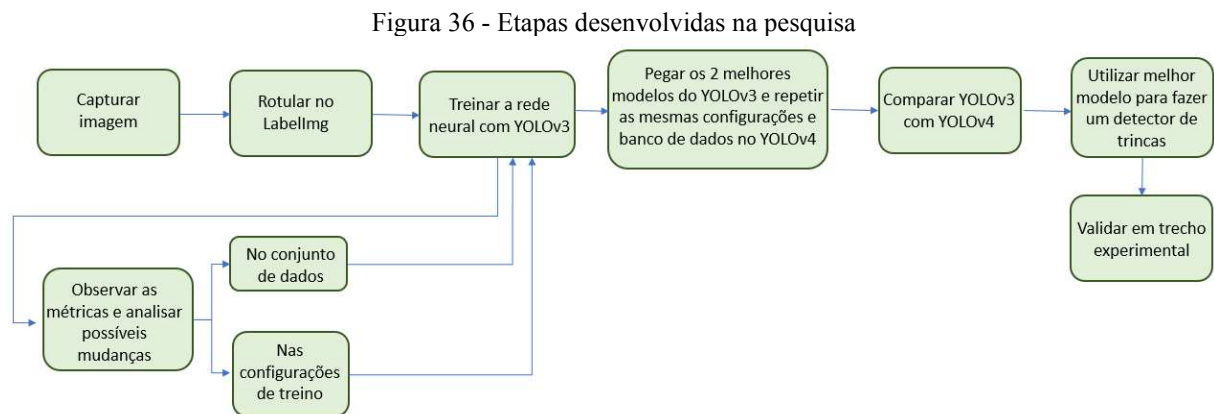 Figura 36 - Etapas desenvolvidas na pesquisa
Capturar
imagem
Rotular no
LabelImg
Treinar a rede
neural com YOLOv3
Pegar os 2 melhores
modelos do YOLOv3 e repetir
as mesmas configurações e
banco de dados no YOLOv4
Comparar YOLOv3
com YOLOv4
Utilizar melhor
modelo para fazer
um detector de
trincas
Validar em trecho
experimental
Observar as
métricas e analisar
possíveis
mudanças
No conjunto
de dados
Nas
configurações
de treino